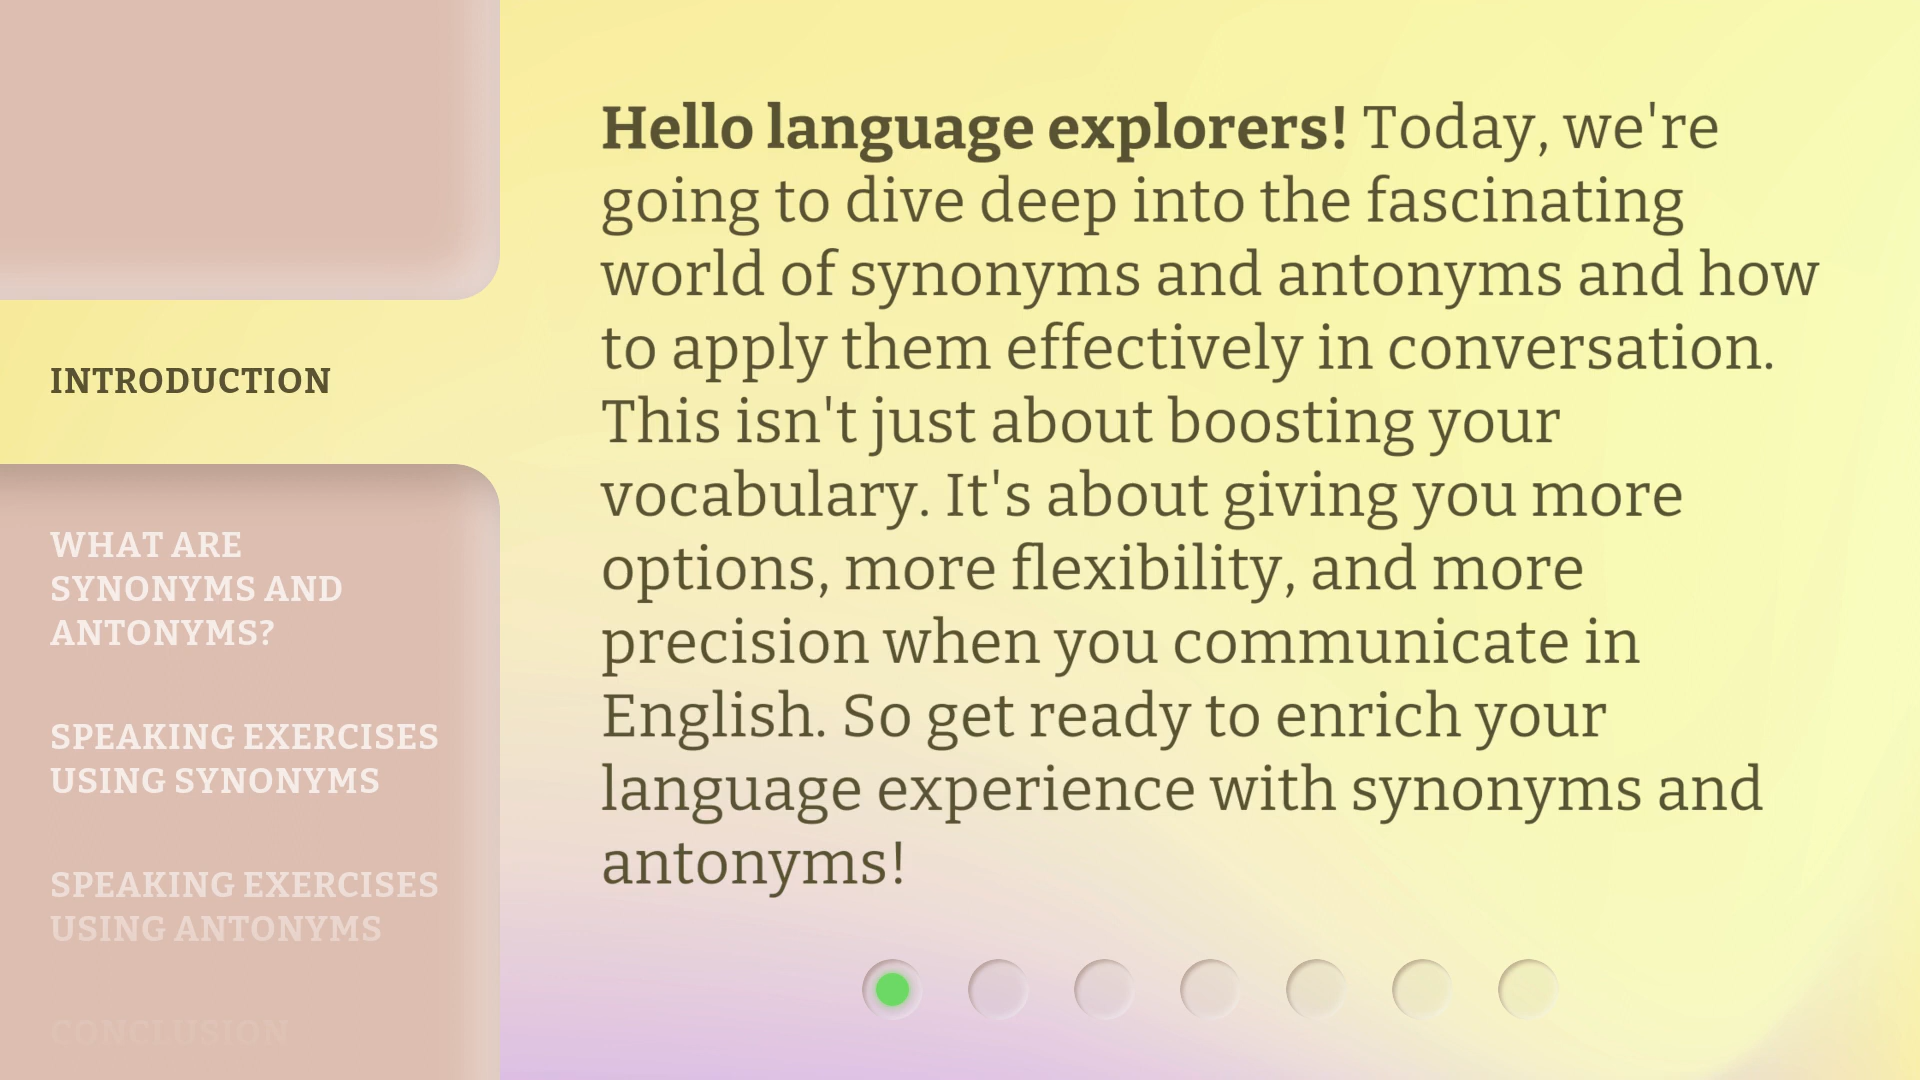 INTRODUCTION
WHAT ARE
SYNONYMS AND
ANTONYMS?
SPEAKING EXERCISES
USING SYNONYMS
SPEAKING EXERCISES
USING ANTONYMS
CONCLUSION
Hello language explorers! Today, we're
going to dive deep into the fascinating
world of synonyms and antonyms and how
to apply them effectively in conversation.
This isn't just about boosting your
vocabulary. It's about giving you more
options, more flexibility, and more
precision when you communicate in
English. So get ready to enrich your
language experience with synonyms and
antonyms!